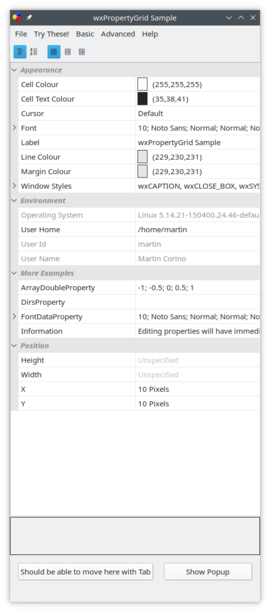 wxPropertyGrid Sample
File Try These! Basic Advanced Help
Appearance
Cell Colour (255,255,255)
Cell Text Colour (35,38,41)
Cursor Default
Font 10; Noto Sans; Normal; Normal; No
Label wxPropertyGrid Sample
Line Colour (229,230,231)
Margin Colour (229,230,231)
Window Styles wxCAPTION, wxCLOSE_BOX, wxSYS
Environment
Operating System Linux 5.14.21-150400.24.46-defau
User Home /home/martin
User Id martin
User Name Martin Corino
More Examples
ArrayDoubleProperty -1; -0.5; 0; 0.5; 1
DirsProperty
FontDataProperty 10; Noto Sans; Normal; Normal; No
Information Editing properties will have immedi
Position
Height Unspecified
Width Unspecified
X 10 Pixels
Y 10 Pixels
Should be able to move here with Tab Show Popup